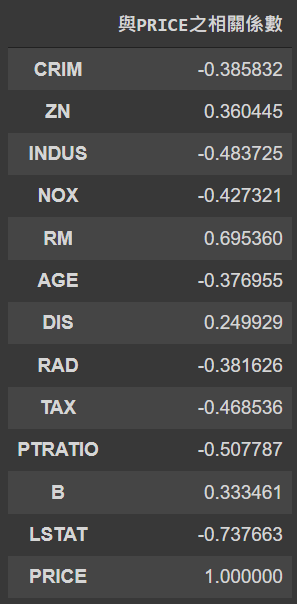 與PRICE之相關係數
CRIM -0.385832
ZN 0.360445
INDUS -0.483725
NOX -0.427321
RM 0.695360
AGE -0.376955
DIS 0.249929
RAD -0.381626
TAX -0.468536
PTRATIO -0.507787
B 0.333461
LSTAT -0.737663
PRICE 1.000000